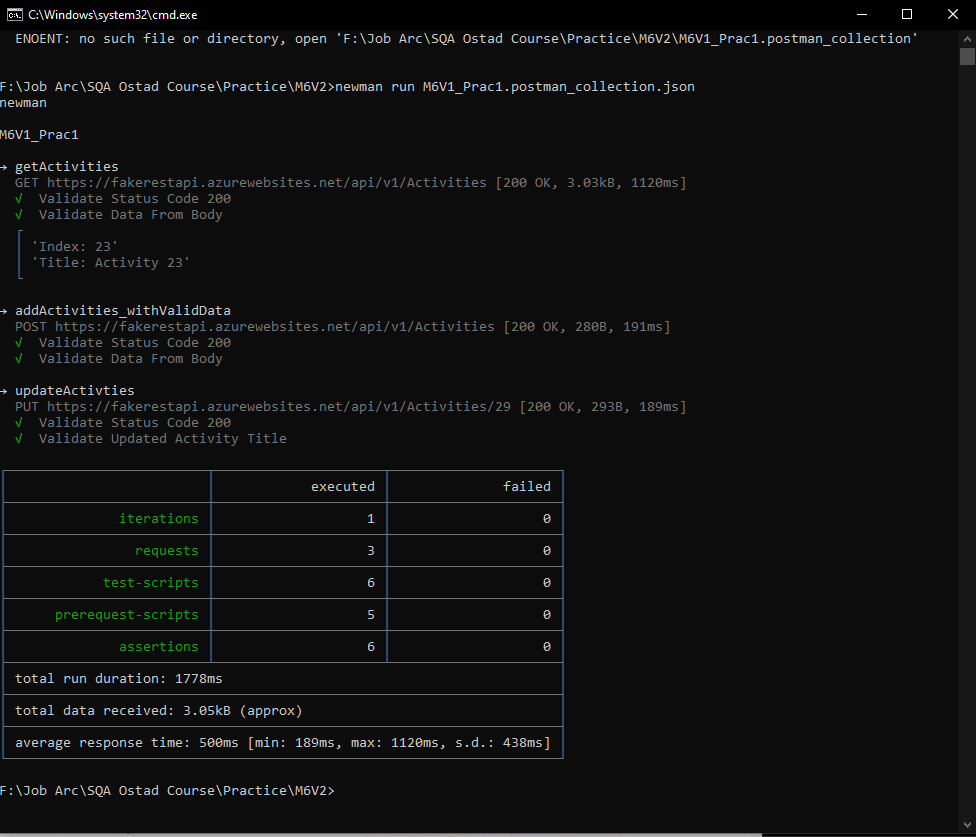 C:\Windows\system32\cmd.exe
ENOENT: no such file or directory, open 'F:\Job Arc\SQA Ostad Course\Practice\M6V2\M6V1_Prac1.postman_collection'
F:\Job Arc\SQA Ostad Course\Practice\M6V2>newman run M6V1_Prac1.postman_collection.json
newman
M6V1_Prac1
→ getActivities
GET https://fakerestapi.azurewebsites.net/api/v1/Activities [200 OK, 3.03kB, 1120ms]
√ Validate Status Code 200
√ Validate Data From Body
'Index: 23'
'Title: Activity 23'
→ addActivities_withValidData
POST https://fakerestapi.azurewebsites.net/api/v1/Activities [200 OK, 280B, 191ms]
√ Validate Status Code 200
√ Validate Data From Body
→ updateActivties
PUT https://fakerestapi.azurewebsites.net/api/v1/Activities/29 [200 OK, 293B, 189ms]
√ Validate Status Code 200
√ Validate Updated Activity Title
executed failed
iterations 1 0
requests 3 0
test-scripts 6 0
prerequest-scripts 5 0
assertions 6 0
total run duration: 1778ms
total data received: 3.05kB (approx)
average response time: 500ms [min: 189ms, max: 1120ms, s.d.: 438ms]
F:\Job Arc\SQA Ostad Course\Practice\M6V2>